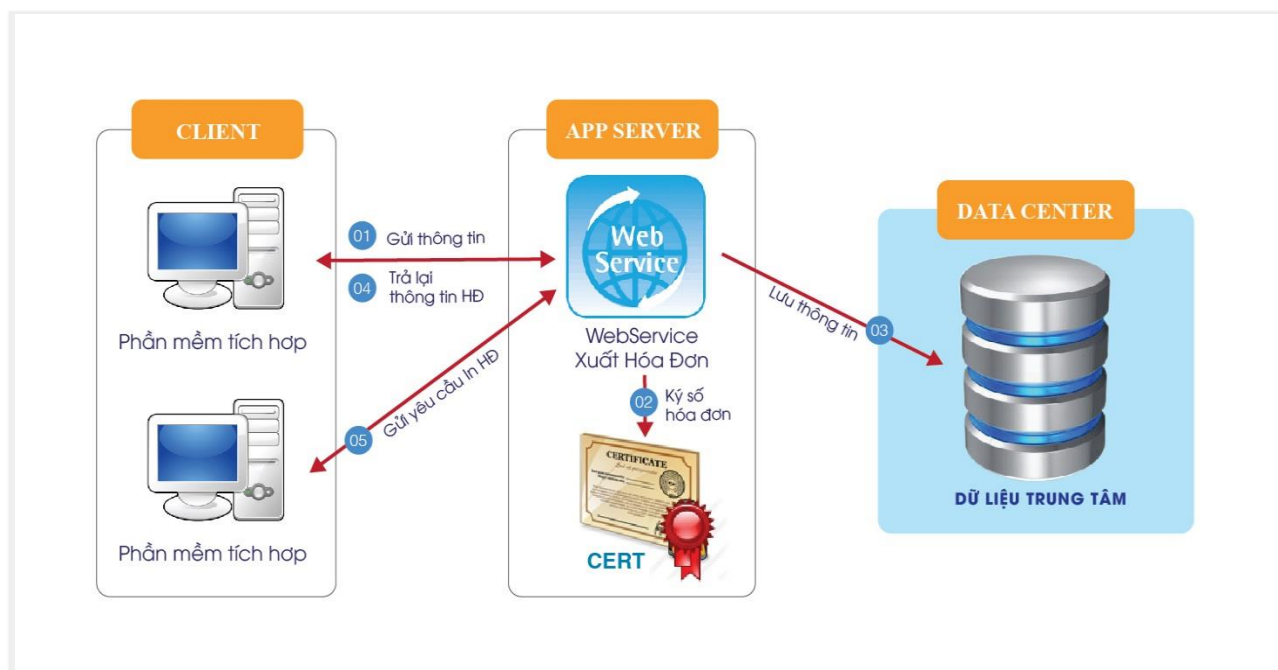 CLIENT
Phần mềm tích hợp
Phần mềm tích hợp
01 Gửi thông tin
04 Trả lại
thông tin HĐ
05 Gửi yêu cầu In HĐ
APP SERVER
Web
Service
WebService
Xuất Hóa Đơn
02 Ký số
hóa đơn
CERTIFICATE
CERT
Lưu thông tin 03
DATA CENTER
DỮ LIỆU TRUNG TÂM